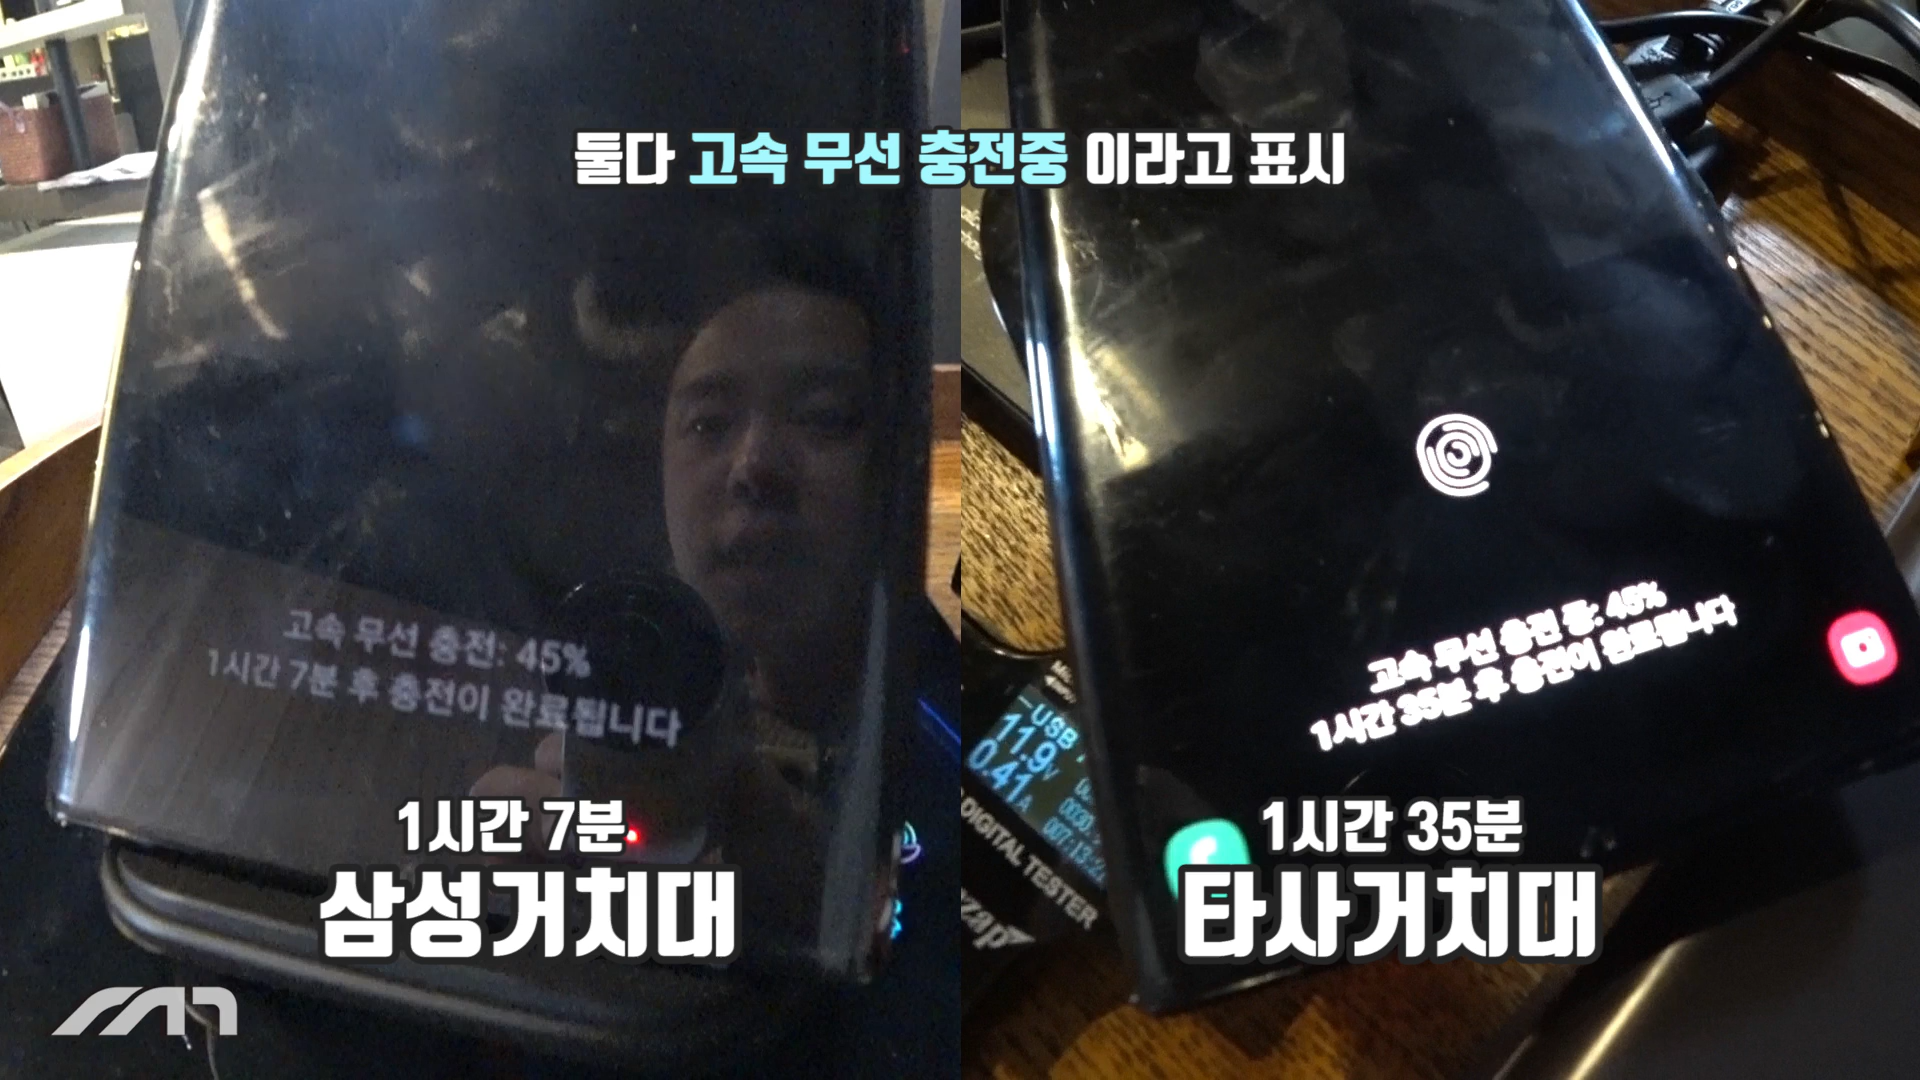 둘다 고속 무선 충전중 이라고 표시
고속 무선 충전: 45%
1시간 7분 후 충전이 완료됩니다
1시간 7분
삼성거치대
고속 무선 충전 중: 45%
1시간 35분 후 충전이 완료됩니다
USB
11.9V
0.41A
DIGITAL TESTER
1시간 35분
타사거치대